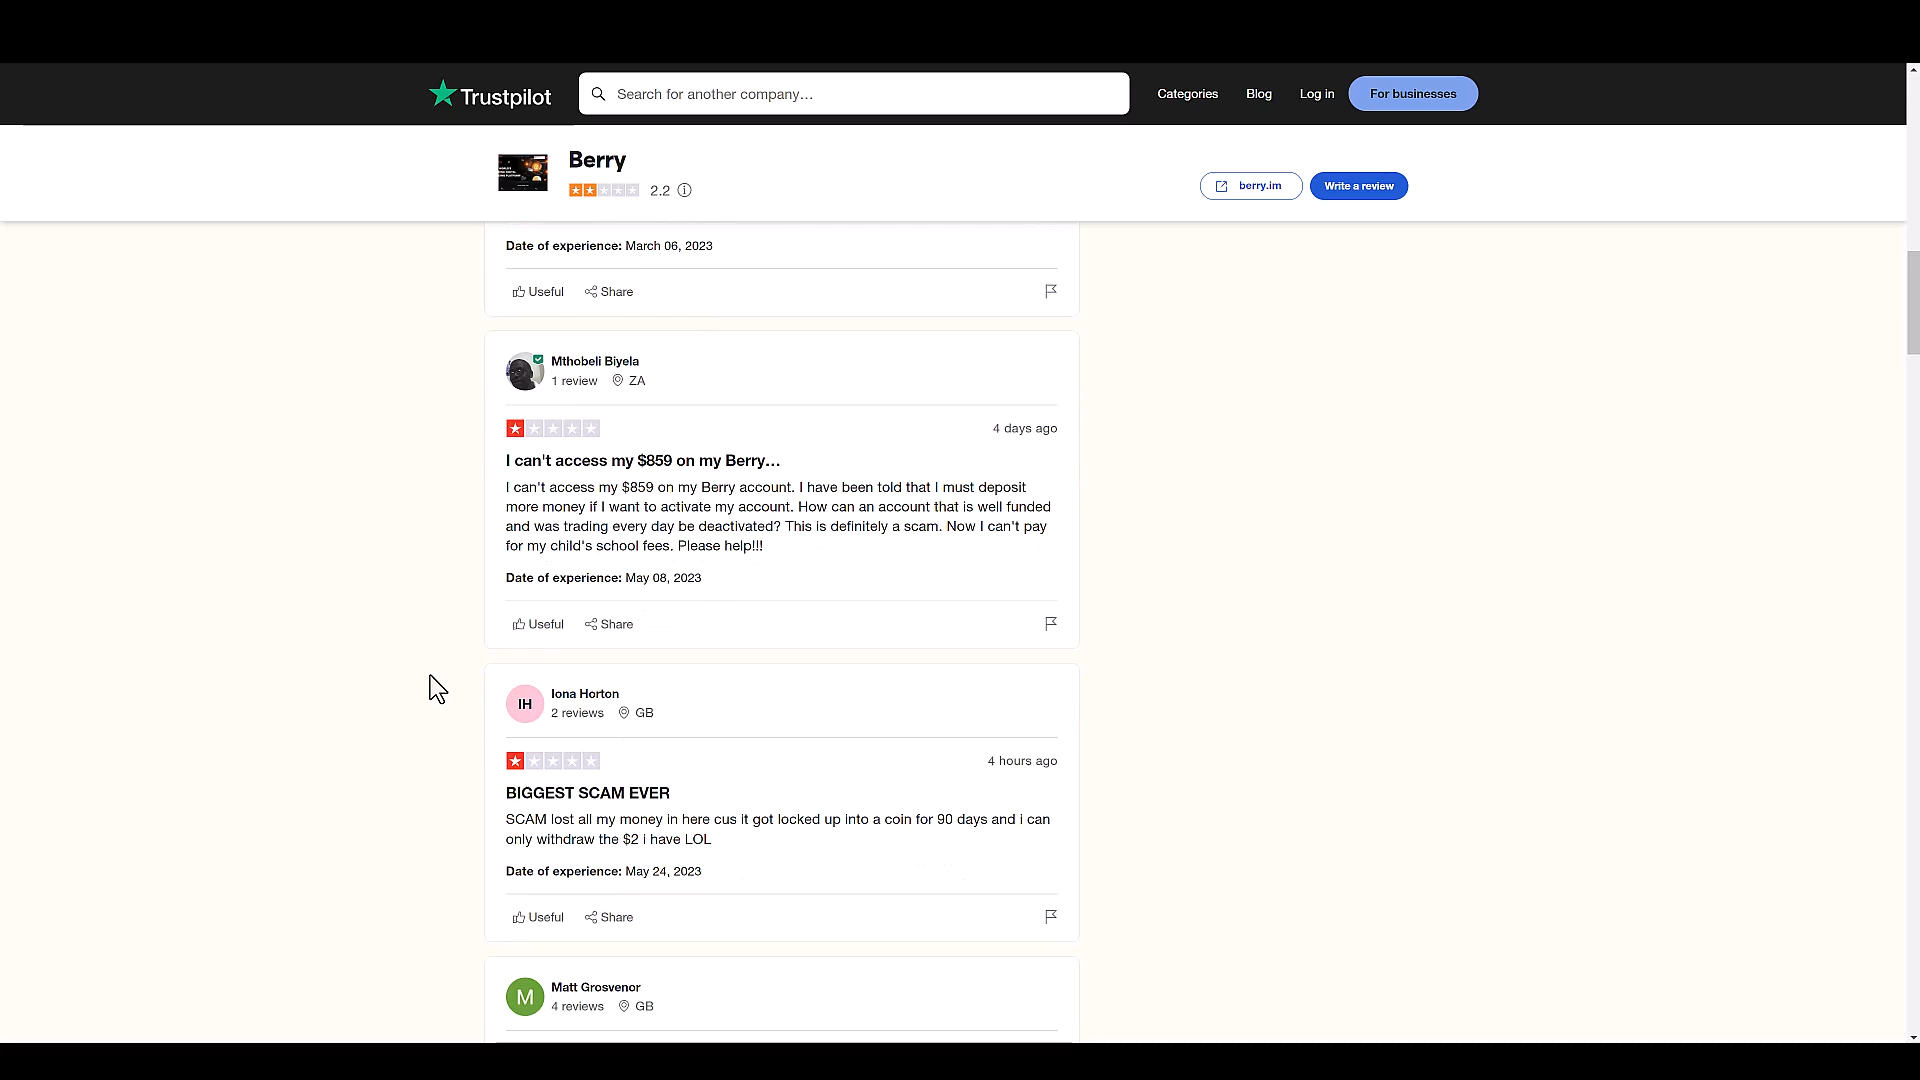 Trustpilot
Search for another company…
Categories
Blog
Log in
For businesses
Berry
2.2
berry.im
Write a review
Date of experience: March 06, 2023
Useful
Share
Mthobeli Biyela
1 review
ZA
4 days ago
I can't access my $859 on my Berry…
I can't access my $859 on my Berry account. I have been told that I must deposit
more money if I want to activate my account. How can an account that is well funded
and was trading every day be deactivated? This is definitely a scam. Now I can't pay
for my child's school fees. Please help!!!
Date of experience: May 08, 2023
Useful
Share
IH
Iona Horton
2 reviews
GB
4 hours ago
BIGGEST SCAM EVER
SCAM lost all my money in here cus it got locked up into a coin for 90 days and i can
only withdraw the $2 i have LOL
Date of experience: May 24, 2023
Useful
Share
M
Matt Grosvenor
4 reviews
GB